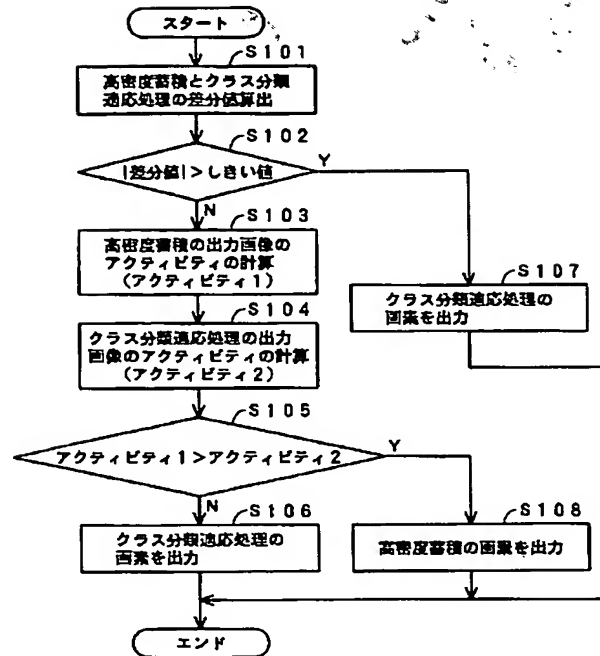 スタート
S101
高密度蓄積とクラス分類
適応処理の差分値算出
S102
|差分値|>しきい値
Y
N
S103
高密度蓄積の出力画像の
アクティビティの計算
(アクティビティ1)
S107
クラス分類適応処理の
画素を出力
S104
クラス分類適応処理の出力
画像のアクティビティの計算
(アクティビティ2)
S105
アクティビティ1>アクティビティ2
Y
N
S106
クラス分類適応処理の
画素を出力
S108
高密度蓄積の画素を出力
エンド